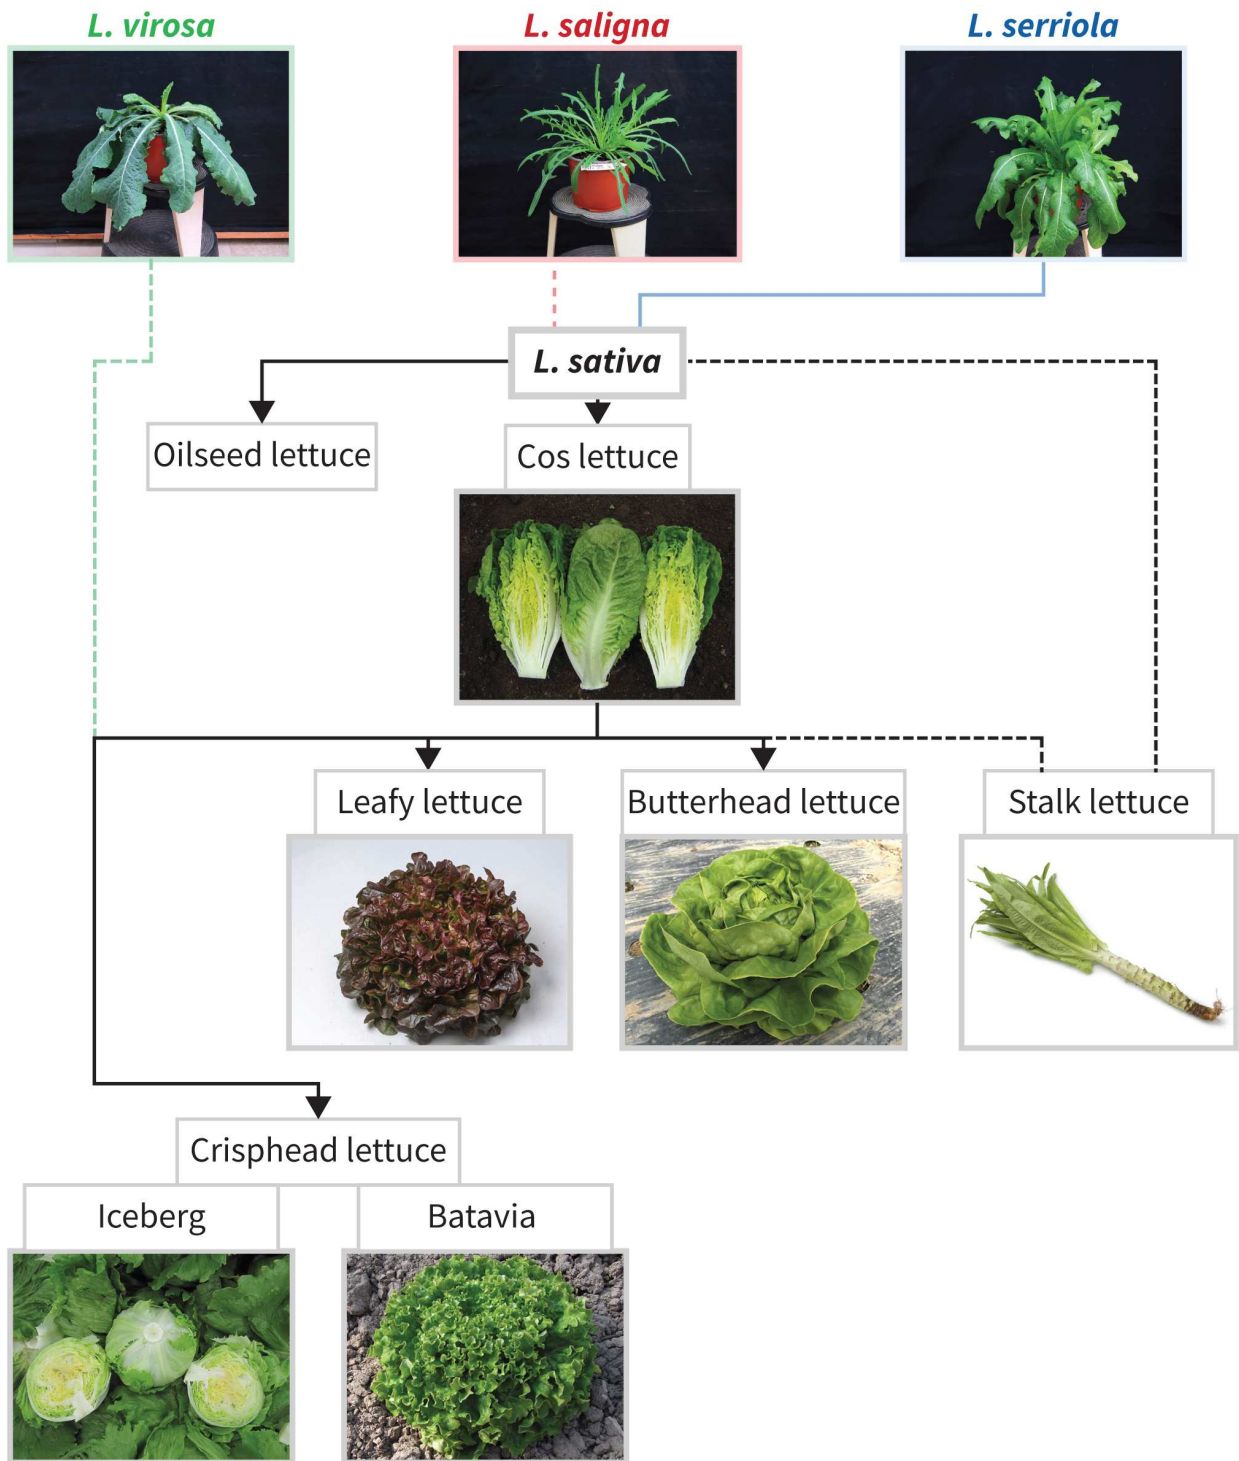 L. virosa
L. saligna
L. serriola
L. sativa
Oilseed lettuce
Cos lettuce
Leafy lettuce
Butterhead lettuce
Stalk lettuce
Crisphead lettuce
Iceberg
Batavia